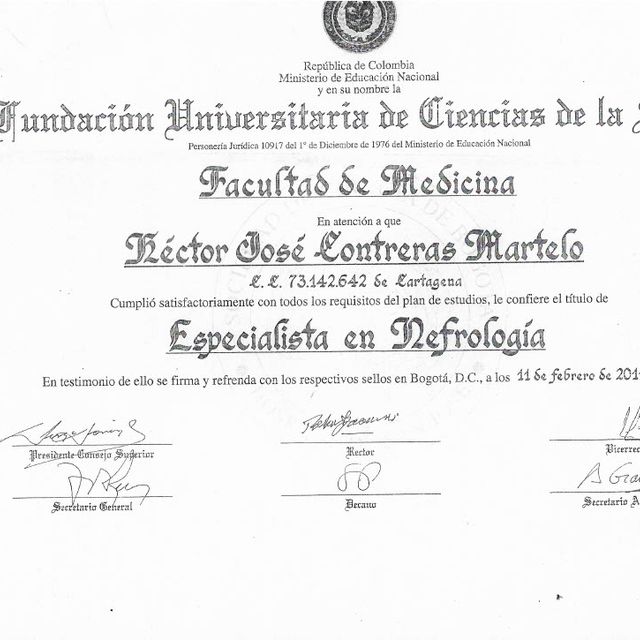 República de Colombia
Ministerio de Educación Nacional
y en su nombre la
Fundación Universitaria de Ciencias de la
Personería Jurídica 10917 del 1º de Diciembre de 1976 del Ministerio de Educación Nacional
Facultad de Medicina
En atención a que
Héctor José Contreras Martelo
C.C. 73.142.642 de Cartagena
Cumplió satisfactoriamente con todos los requisitos del plan de estudios, le confiere el título de
Especialista en Nefrología
En testimonio de ello se firma y refrenda con los respectivos sellos en Bogotá, D.C., a los 11 de febrero de 201
Presidente Consejo Superior
Rector
Vicerrec
Secretario General
Decano
Secretario A